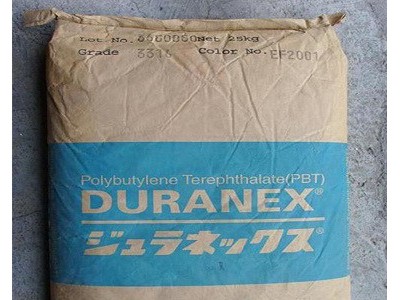 Lot No. Net 25kg
Grade 3316 Color No. EF2001
Polybutylene Terephthalate(PBT)
DURANEX®
ジュラネックス®